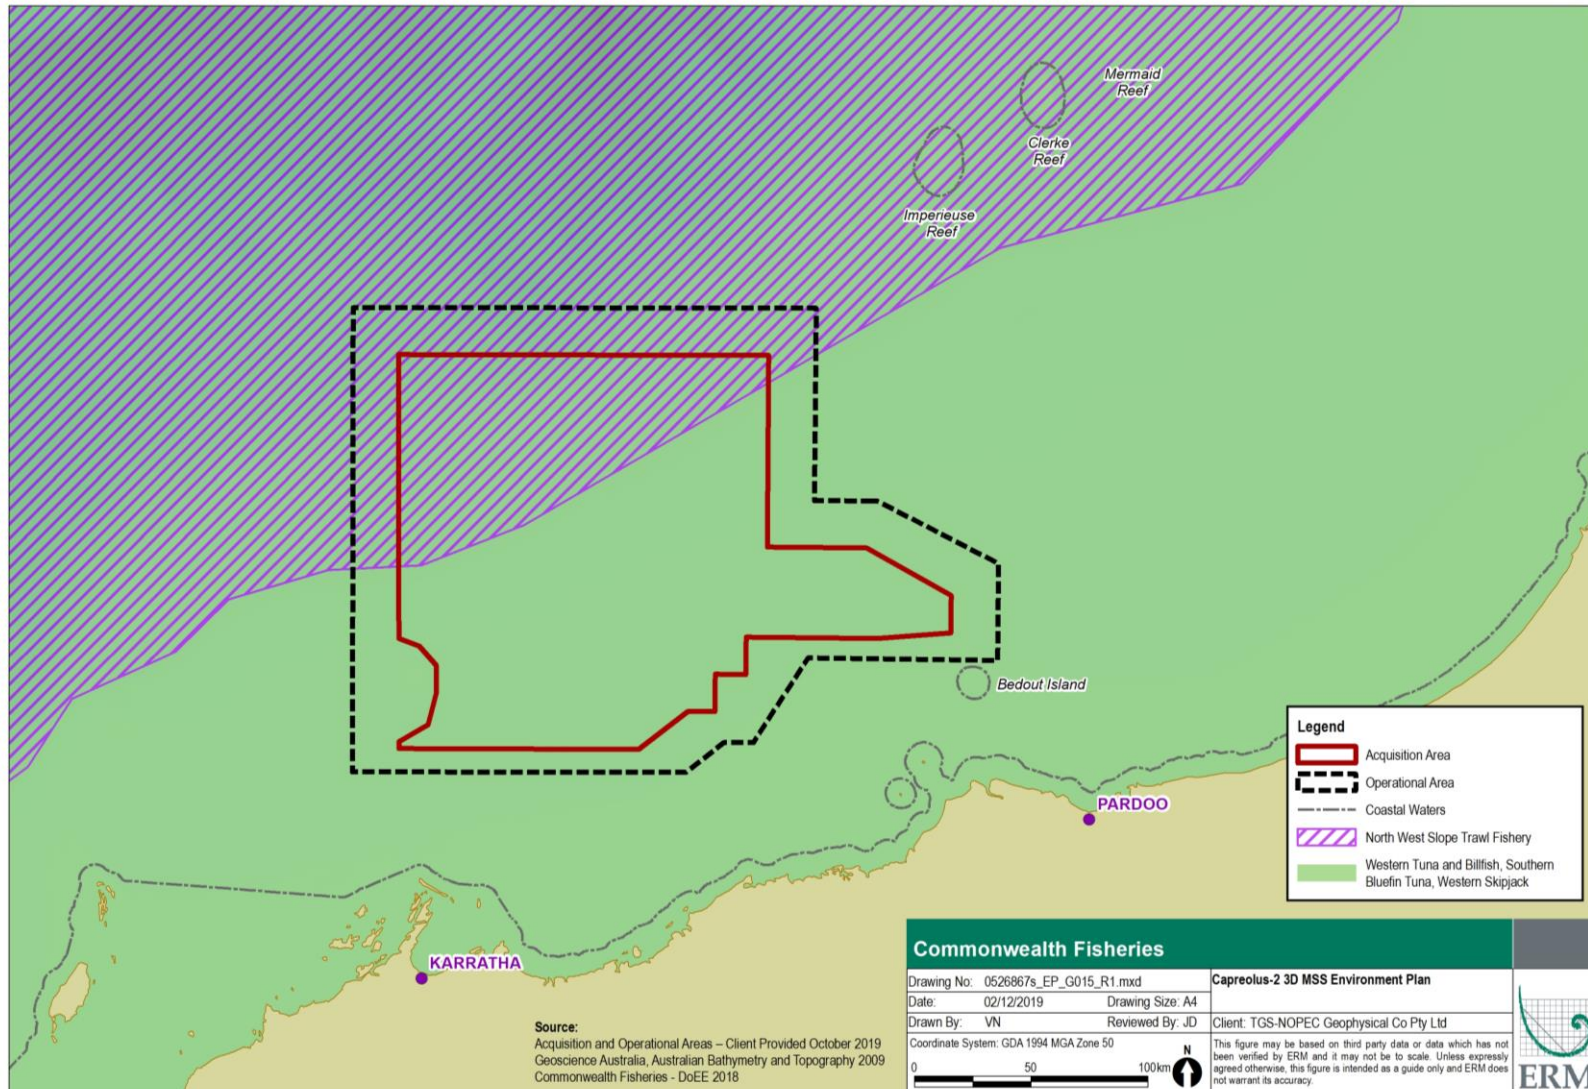 Mermaid
Reef
Clerke
Reef
Imperieuse
Reef
Bedout Island
PARDOO
KARRATHA
Legend
Acquisition Area
Operational Area
Coastal Waters
North West Slope Trawl Fishery
Western Tuna and Billfish, Southern
Bluefin Tuna, Western Skipjack
Source:
Acquisition and Operational Areas – Client Provided October 2019
Geoscience Australia, Australian Bathymetry and Topography 2009
Commonwealth Fisheries - DoEE 2018
Commonwealth Fisheries
Drawing No: 0526867s_EP_G015_R1.mxd
Date: 02/12/2019 Drawing Size: A4
Drawn By: VN Reviewed By: JD
Coordinate System: GDA 1994 MGA Zone 50
0 50 100km
N
Capreolus-2 3D MSS Environment Plan
Client: TGS-NOPEC Geophysical Co Pty Ltd
This figure may be based on third party data or data which has not
been verified by ERM and it may not be to scale. Unless expressly
agreed otherwise, this figure is intended as a guide only and ERM does
not warrant its accuracy.
ERM